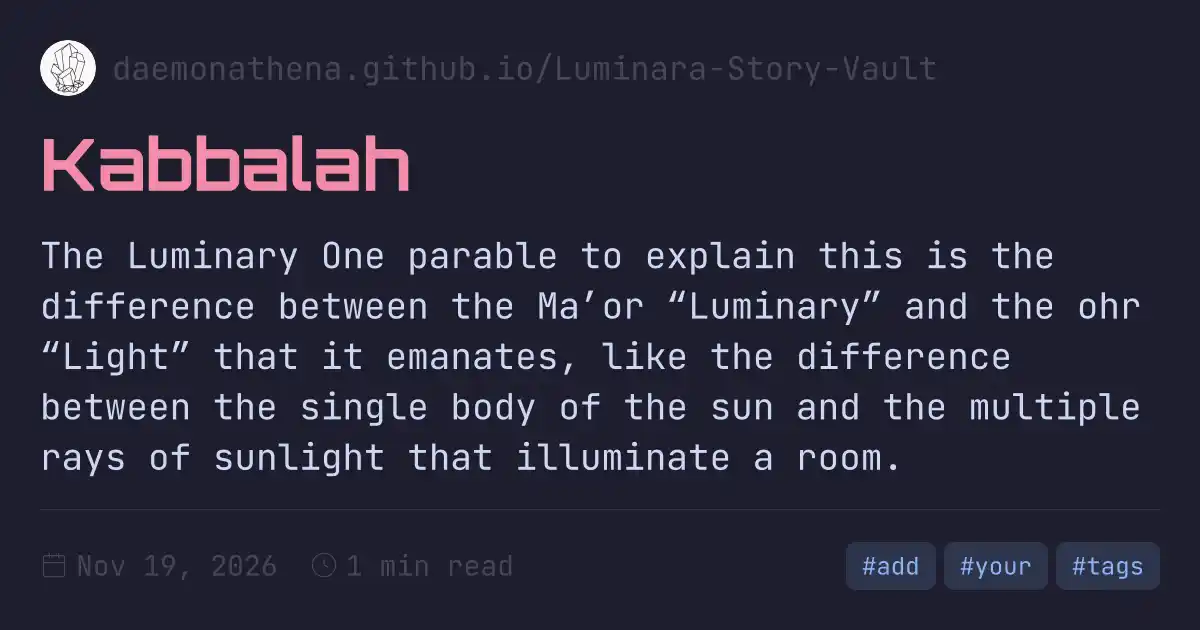 daemonathena.github.io/Luminara-Story-Vault
Kabbalah
The Luminary One parable to explain this is the
difference between the Ma’or “Luminary” and the ohr
“Light” that it emanates, like the difference
between the single body of the sun and the multiple
rays of sunlight that illuminate a room.
Nov 19, 2026 1 min read #add #your #tags